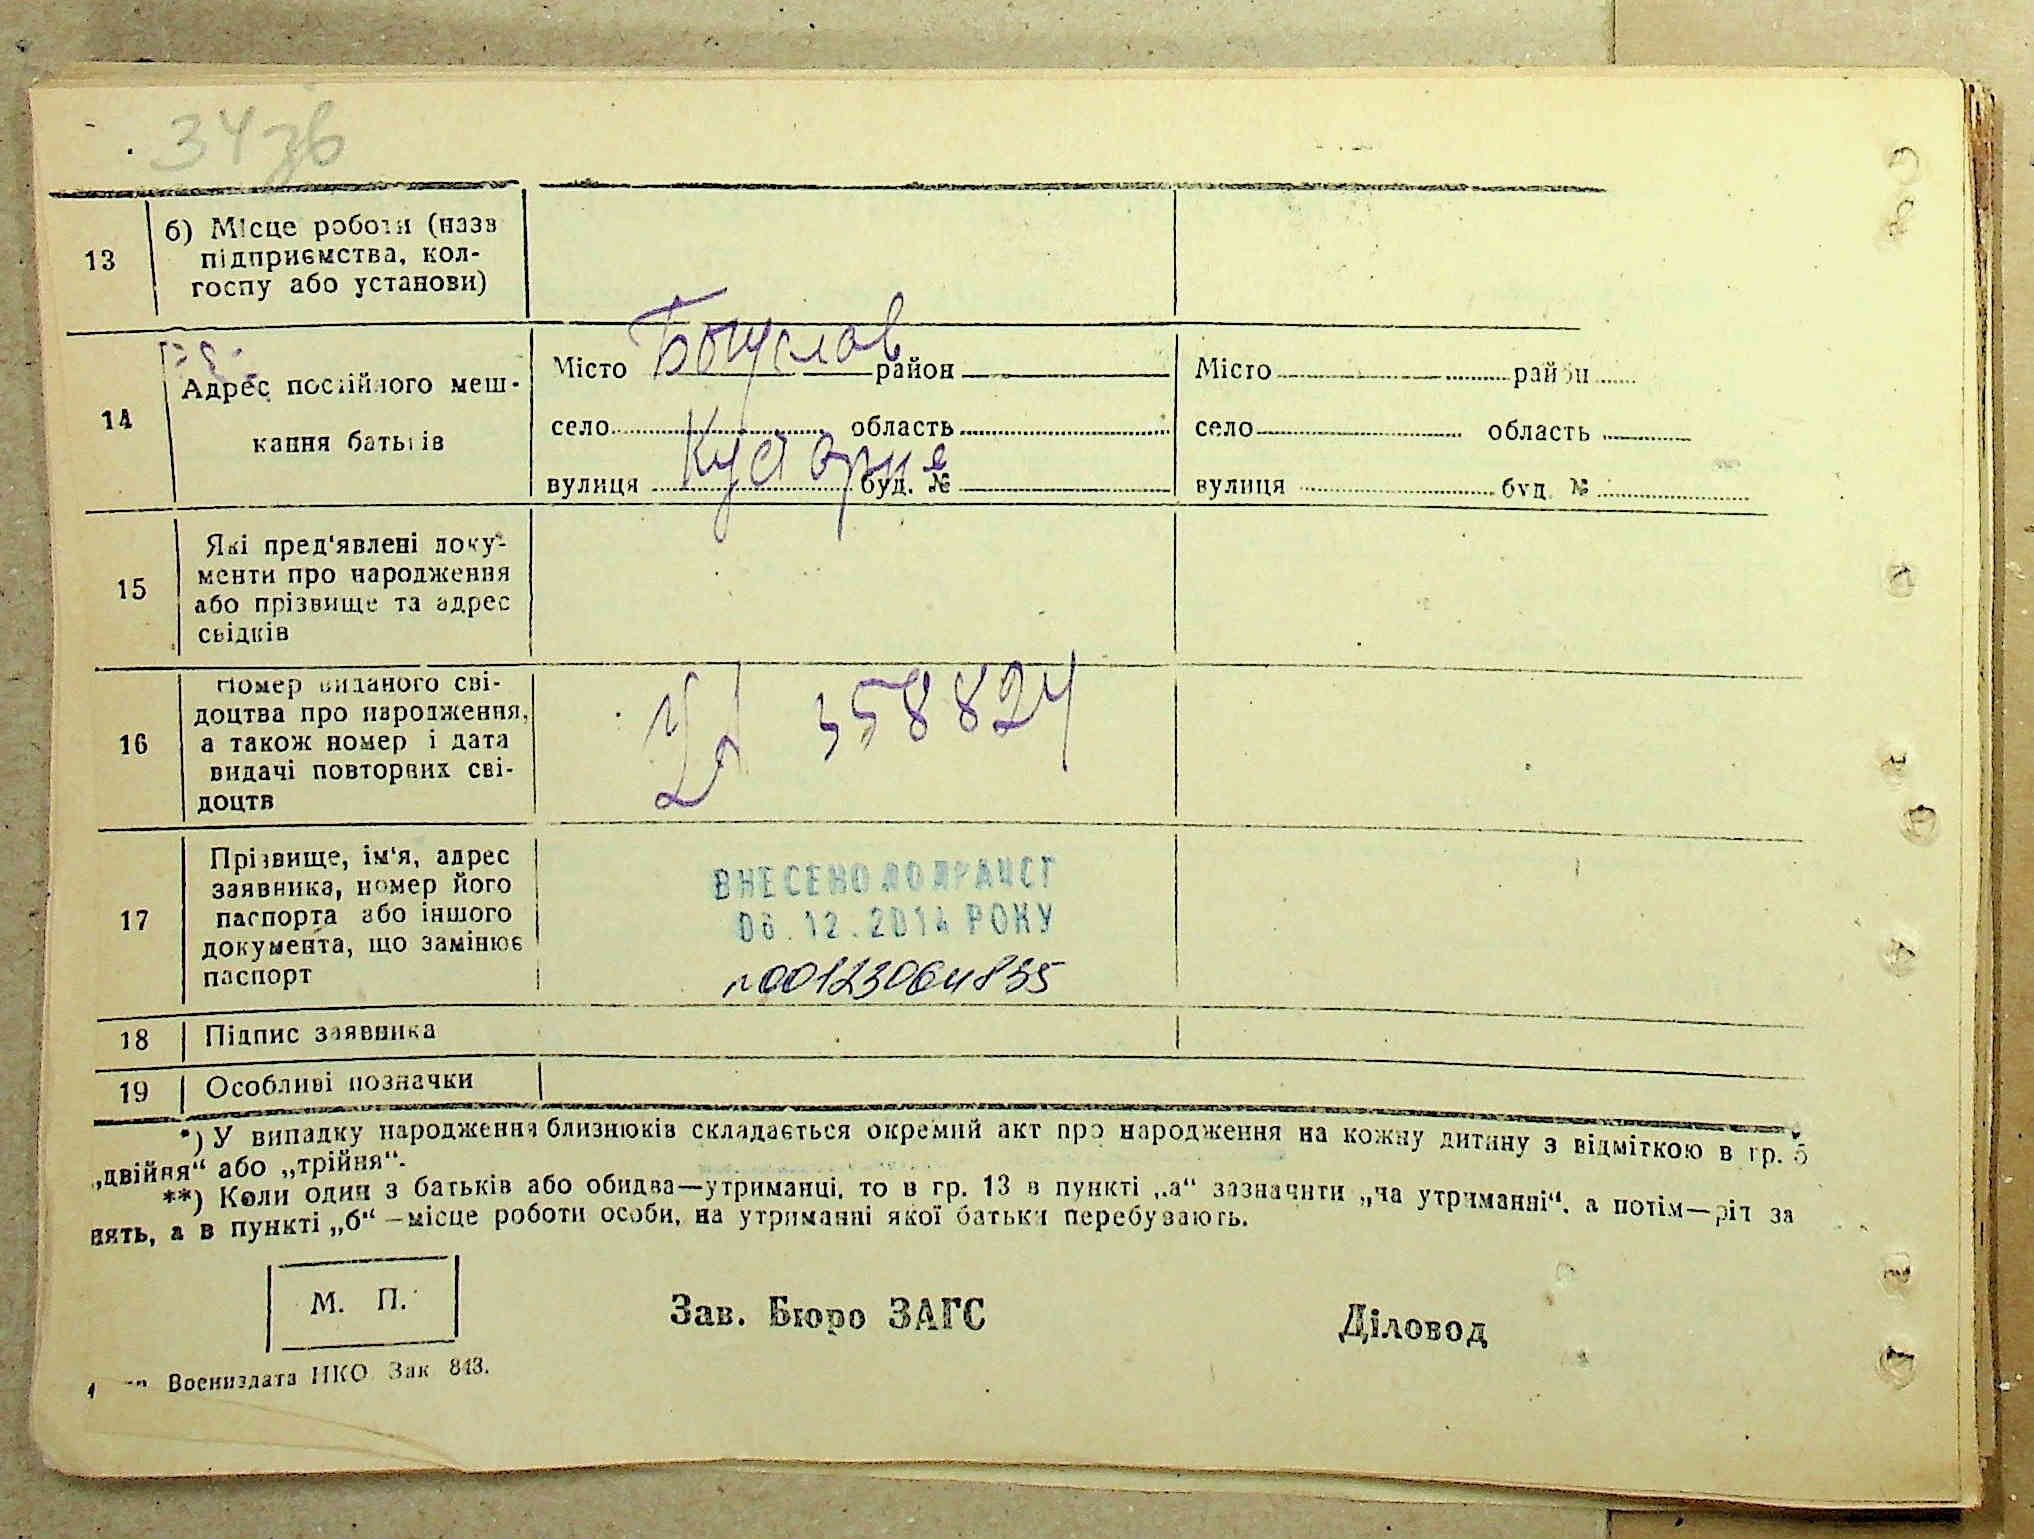 34 зв
13
б) Місце роботи (назв
підприємства, кол-
госпу або установи)
14
Адрес постійного меш-
кання батьків
Місто Богуслав район
село область
вулиця Кустарне буд. №
Місто район
село область
вулиця буд. №
15
Які пред'явлені доку-
менти про народження
або прізвище та адрес
свідків
16
Номер виданого сві-
доцтва про народження,
а також номер і дата
видачі повторних сві-
доцтв
358824
17
Прізвище, ім'я, адрес
заявника, номер його
паспорта або іншого
документа, що замінює
паспорт
ВНЕСЕНО ДО ДРАЦСГ
06.12.2014 РОКУ
00123064835
18 Підпис заявника
19 Особливі позначки
*) У випадку народження близнюків складається окремий акт про народження на кожну дитину з відміткою в гр. 5
„двійня“ або „трійня“.
**) Коли один з батьків або обидва—утриманці, то в гр. 13 в пункті „а“ зазначити „на утриманні“, а потім—ріт за
нять, а в пункті „б“ —місце роботи особи, на утриманні якої батьки перебувають.
М. П.
Зав. Бюро ЗАГС
Діловод
Воениздата НКО Зак 843.